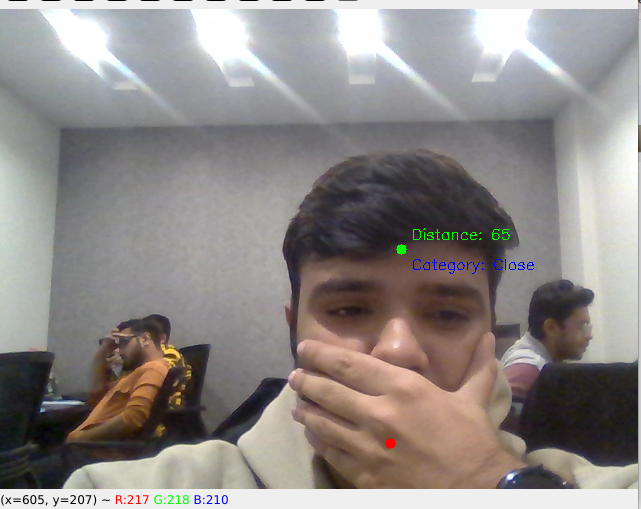 Distance: 65
Category: Close
(x=605, y=207) ~ R:217 G:218 B:210